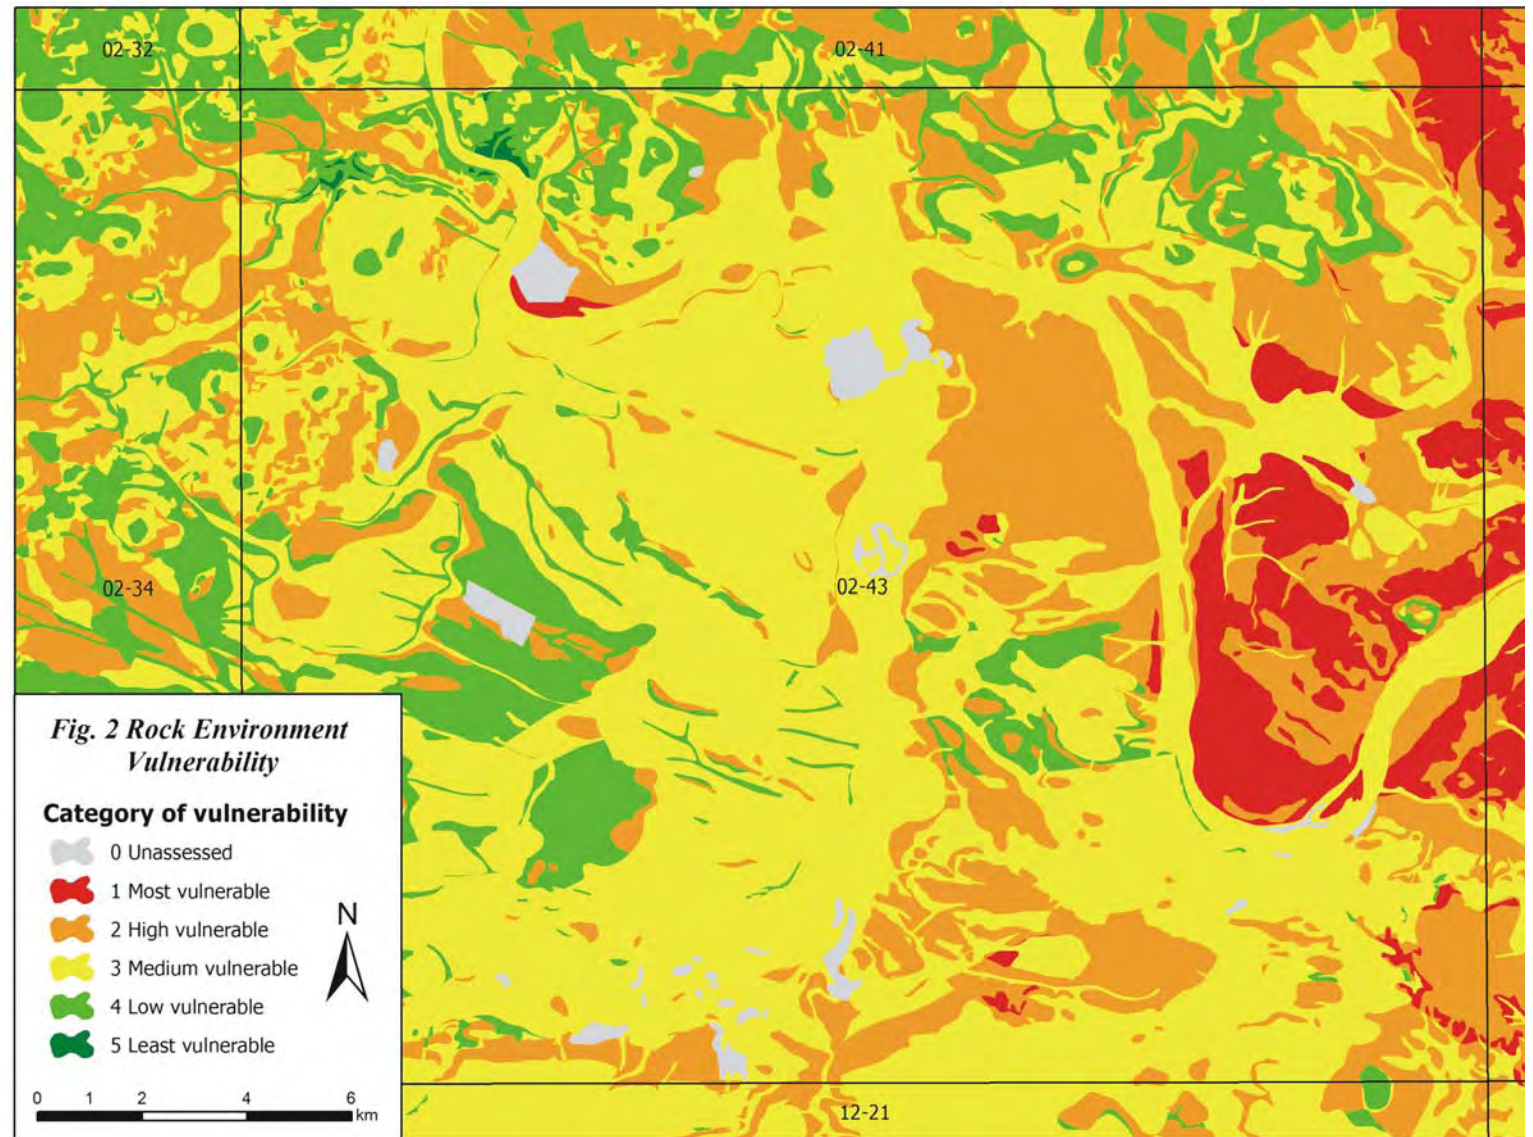 02-32
02-41
02-34
02-43
Fig. 2 Rock Environment
Vulnerability
Category of vulnerability
0 Unassessed
1 Most vulnerable
2 High vulnerable
3 Medium vulnerable
4 Low vulnerable
5 Least vulnerable
N
0 1 2 4 6
km
12-21